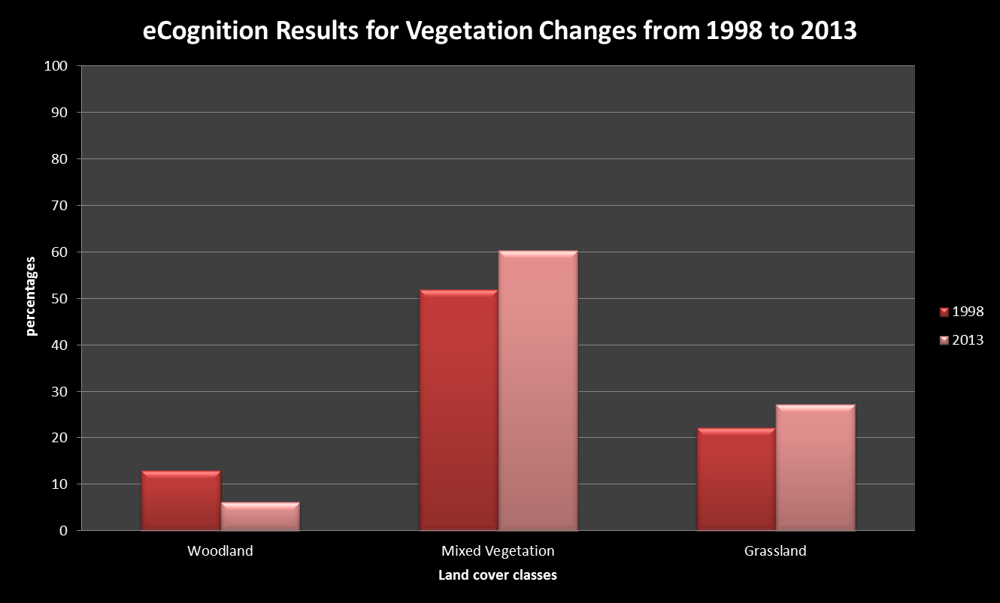 eCognition Results for Vegetation Changes from 1998 to 2013
100
90
80
70
60
50
40
30
20
10
0
percentages
Woodland
Mixed Vegetation
Grassland
Land cover classes
1998
2013